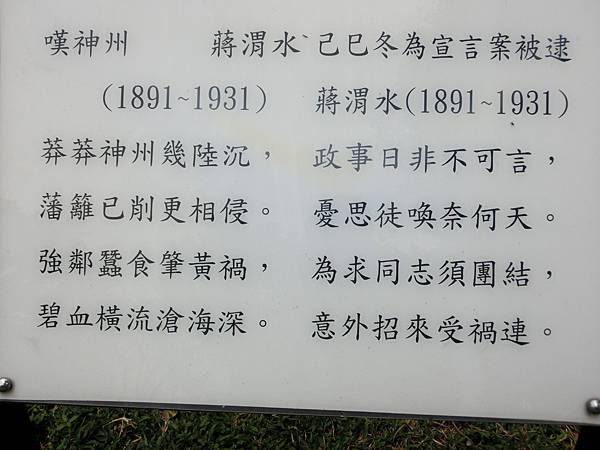 嘆神州
蔣渭水
(1891~1931)
莽莽神州幾陸沉，
藩籬已削更相侵。
強鄰蠶食肇黃禍，
碧血橫流滄海深。
己巳冬為宣言案被逮
蔣渭水(1891~1931)
政事日非不可言，
憂思徒喚奈何天。
為求同志須團結，
意外招來受禍連。